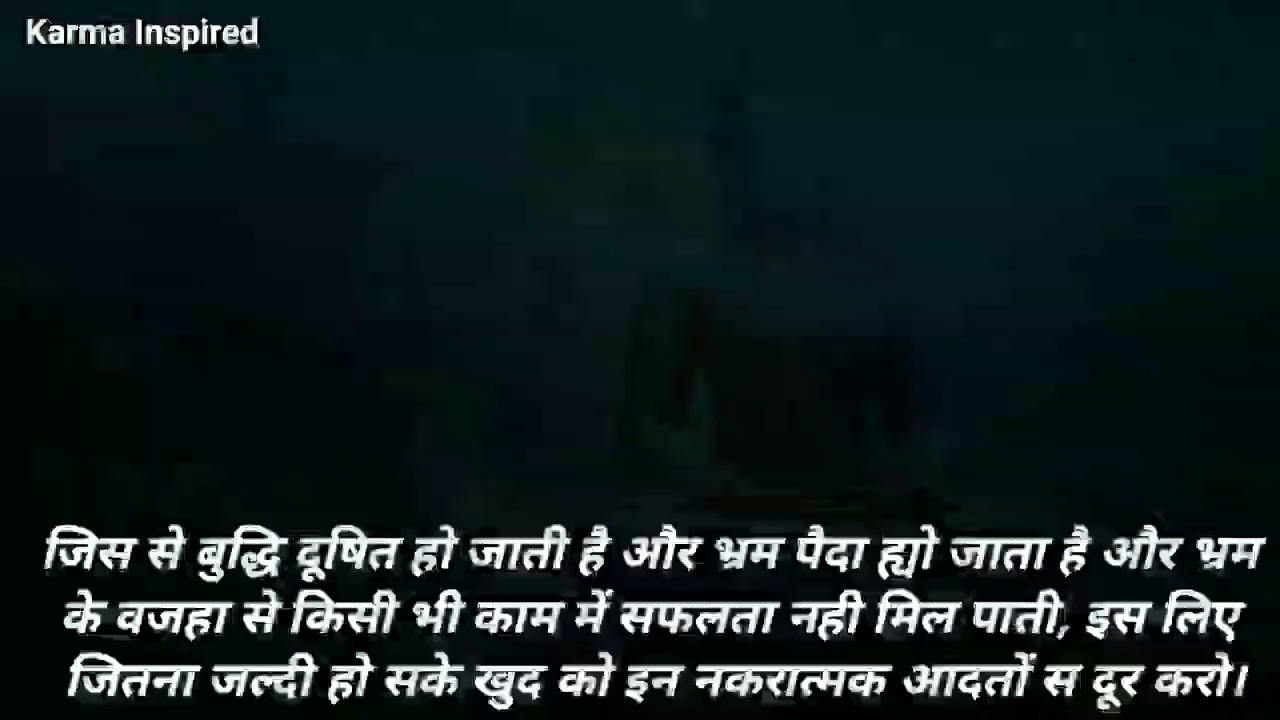 Karma Inspired
जिस से बुद्धि दूषित हो जाती है और भ्रम पैदा ह्यो जाता है और भ्रम
के वजहा से किसी भी काम में सफलता नही मिल पाती, इस लिए
जितना जल्दी हो सके खुद को इन नकरात्मक आदतों स दूर करो।